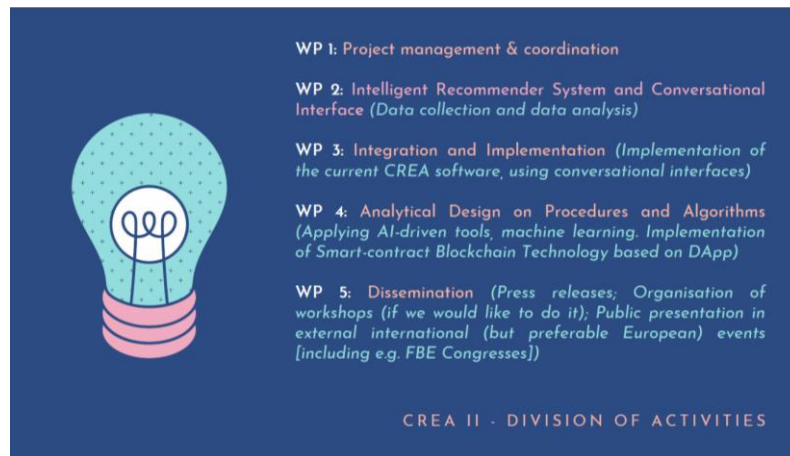 WP 1: Project management & coordination
WP 2: Intelligent Recommender System and Conversational
Interface (Data collection and data analysis)
WP 3: Integration and Implementation (Implementation of
the current CREA software, using conversational interfaces)
WP 4: Analytical Design on Procedures and Algorithms
(Applying AI-driven tools, machine learning. Implementation
of Smart-contract Blockchain Technology based on DApp)
WP 5: Dissemination (Press releases; Organisation of
workshops (if we would like to do it); Public presentation in
external international (but preferable European) events
[including e.g. FBE Congresses])
CREA II - DIVISION OF ACTIVITIES